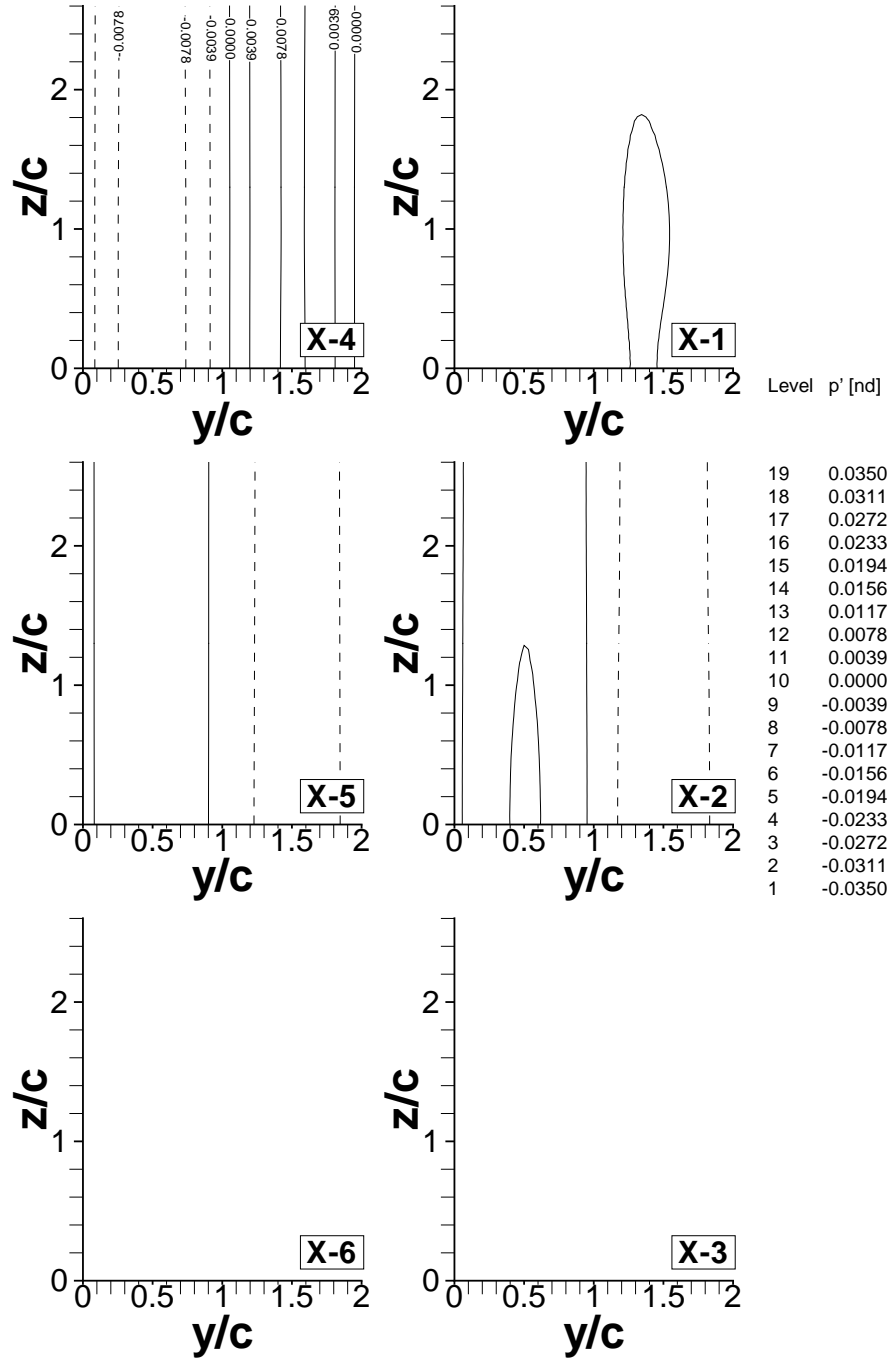 -0.0078
-0.0078
-0.0039
0.0000
0.0039
0.0078
0.0039
0.0000
2
1
0
z/c
X-4
0 0.5 1 1.5 2
y/c
2
1
0
z/c
X-1
0 0.5 1 1.5 2
y/c
Level p' [nd]
19 0.0350
18 0.0311
17 0.0272
16 0.0233
15 0.0194
14 0.0156
13 0.0117
12 0.0078
11 0.0039
10 0.0000
9 -0.0039
8 -0.0078
7 -0.0117
6 -0.0156
5 -0.0194
4 -0.0233
3 -0.0272
2 -0.0311
1 -0.0350
2
1
0
z/c
X-5
0 0.5 1 1.5 2
y/c
2
1
0
z/c
X-2
0 0.5 1 1.5 2
y/c
2
1
0
z/c
X-6
0 0.5 1 1.5 2
y/c
2
1
0
z/c
X-3
0 0.5 1 1.5 2
y/c